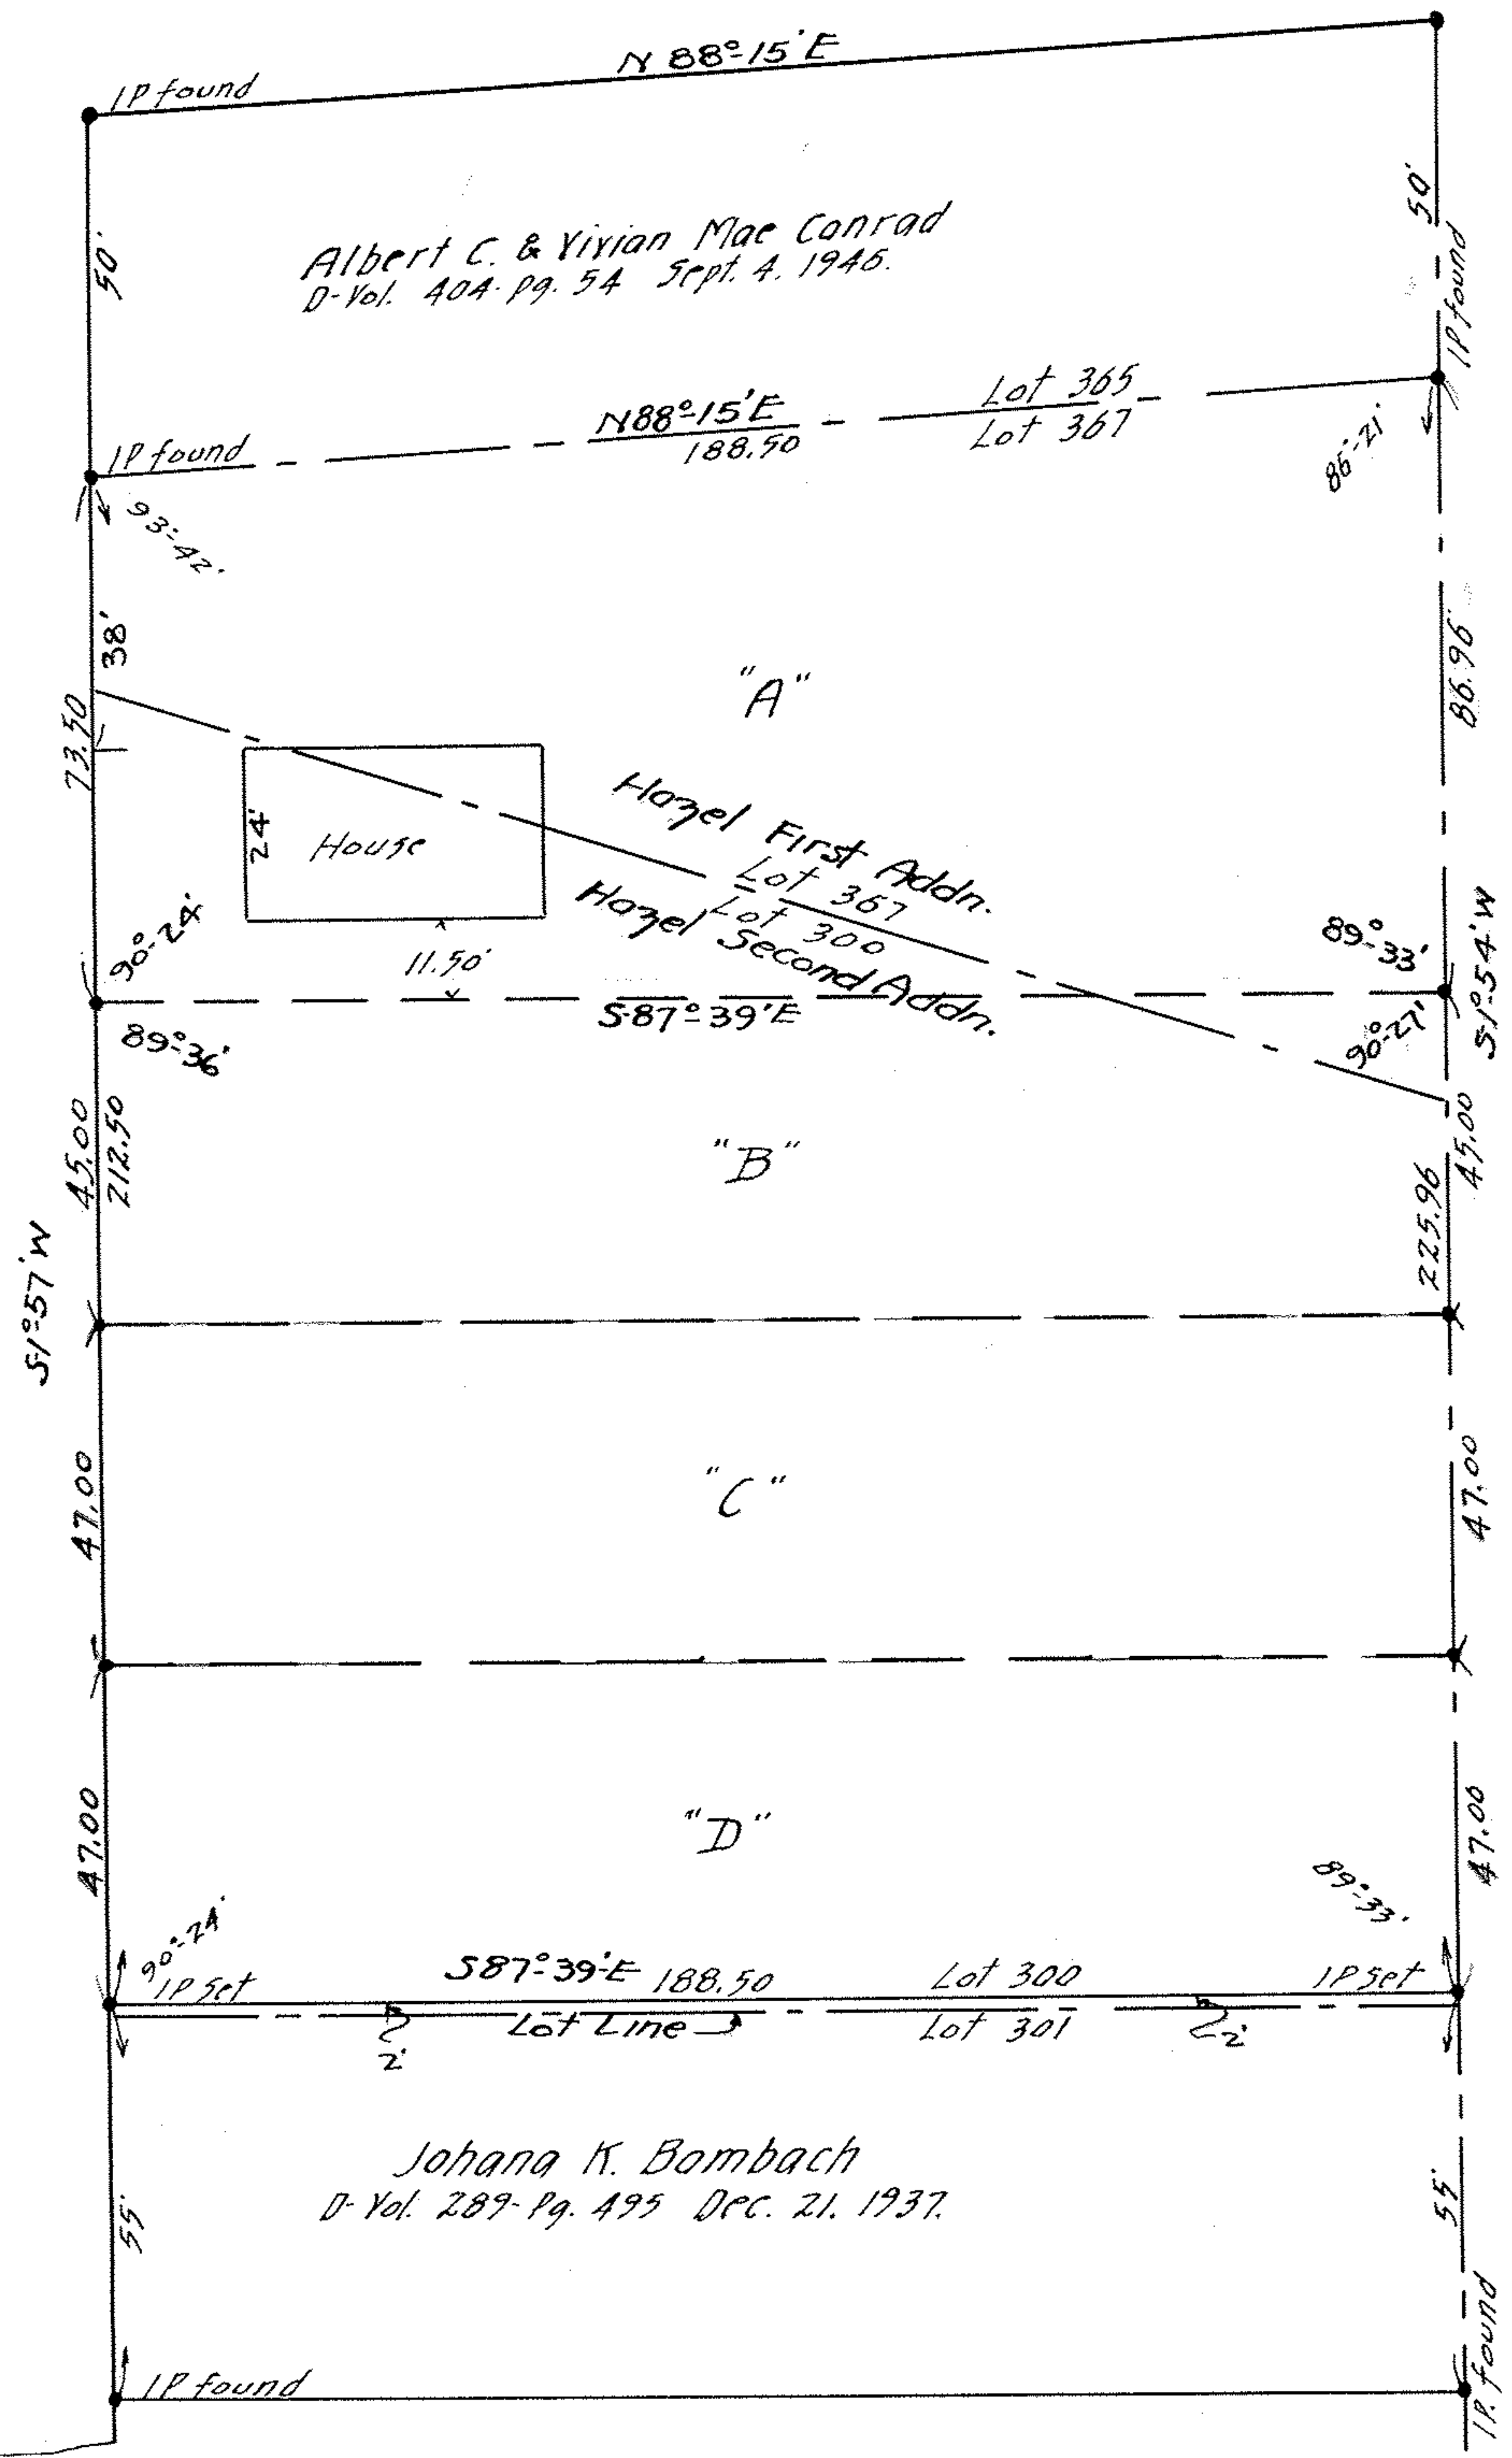 N 88°-15' E
IP found
50'
50'
IP found
Albert C. & Vivian Mae Conrad
D-Vol. 404-Pg. 54 Sept. 4. 1946.
Lot 365
N88°-15'E
188.50
Lot 367
IP found
86°-21'
93°-42'
38'
73.50
"A"
86.96
24'
House
Hazel First Addn.
Lot 367
Lot 300
Hazel Second Addn.
90°-24'
11.50'
89°-33'
S1°-54'W
S87°-39'E
89°-36'
90°-27'
45.00
212.50
"B"
45.00
225.96
S1°-57'W
47.00
"C"
47.00
47.00
"D"
47.00
90°-24'
89°-33'
IP set
S87°-39'-E 188.50
Lot 300
IP set
Lot Line
Lot 301
2'
2'
Johana K. Bombach
D-Vol. 289-Pg. 495 Dec. 21. 1937.
55'
55'
IP. found
IP. found